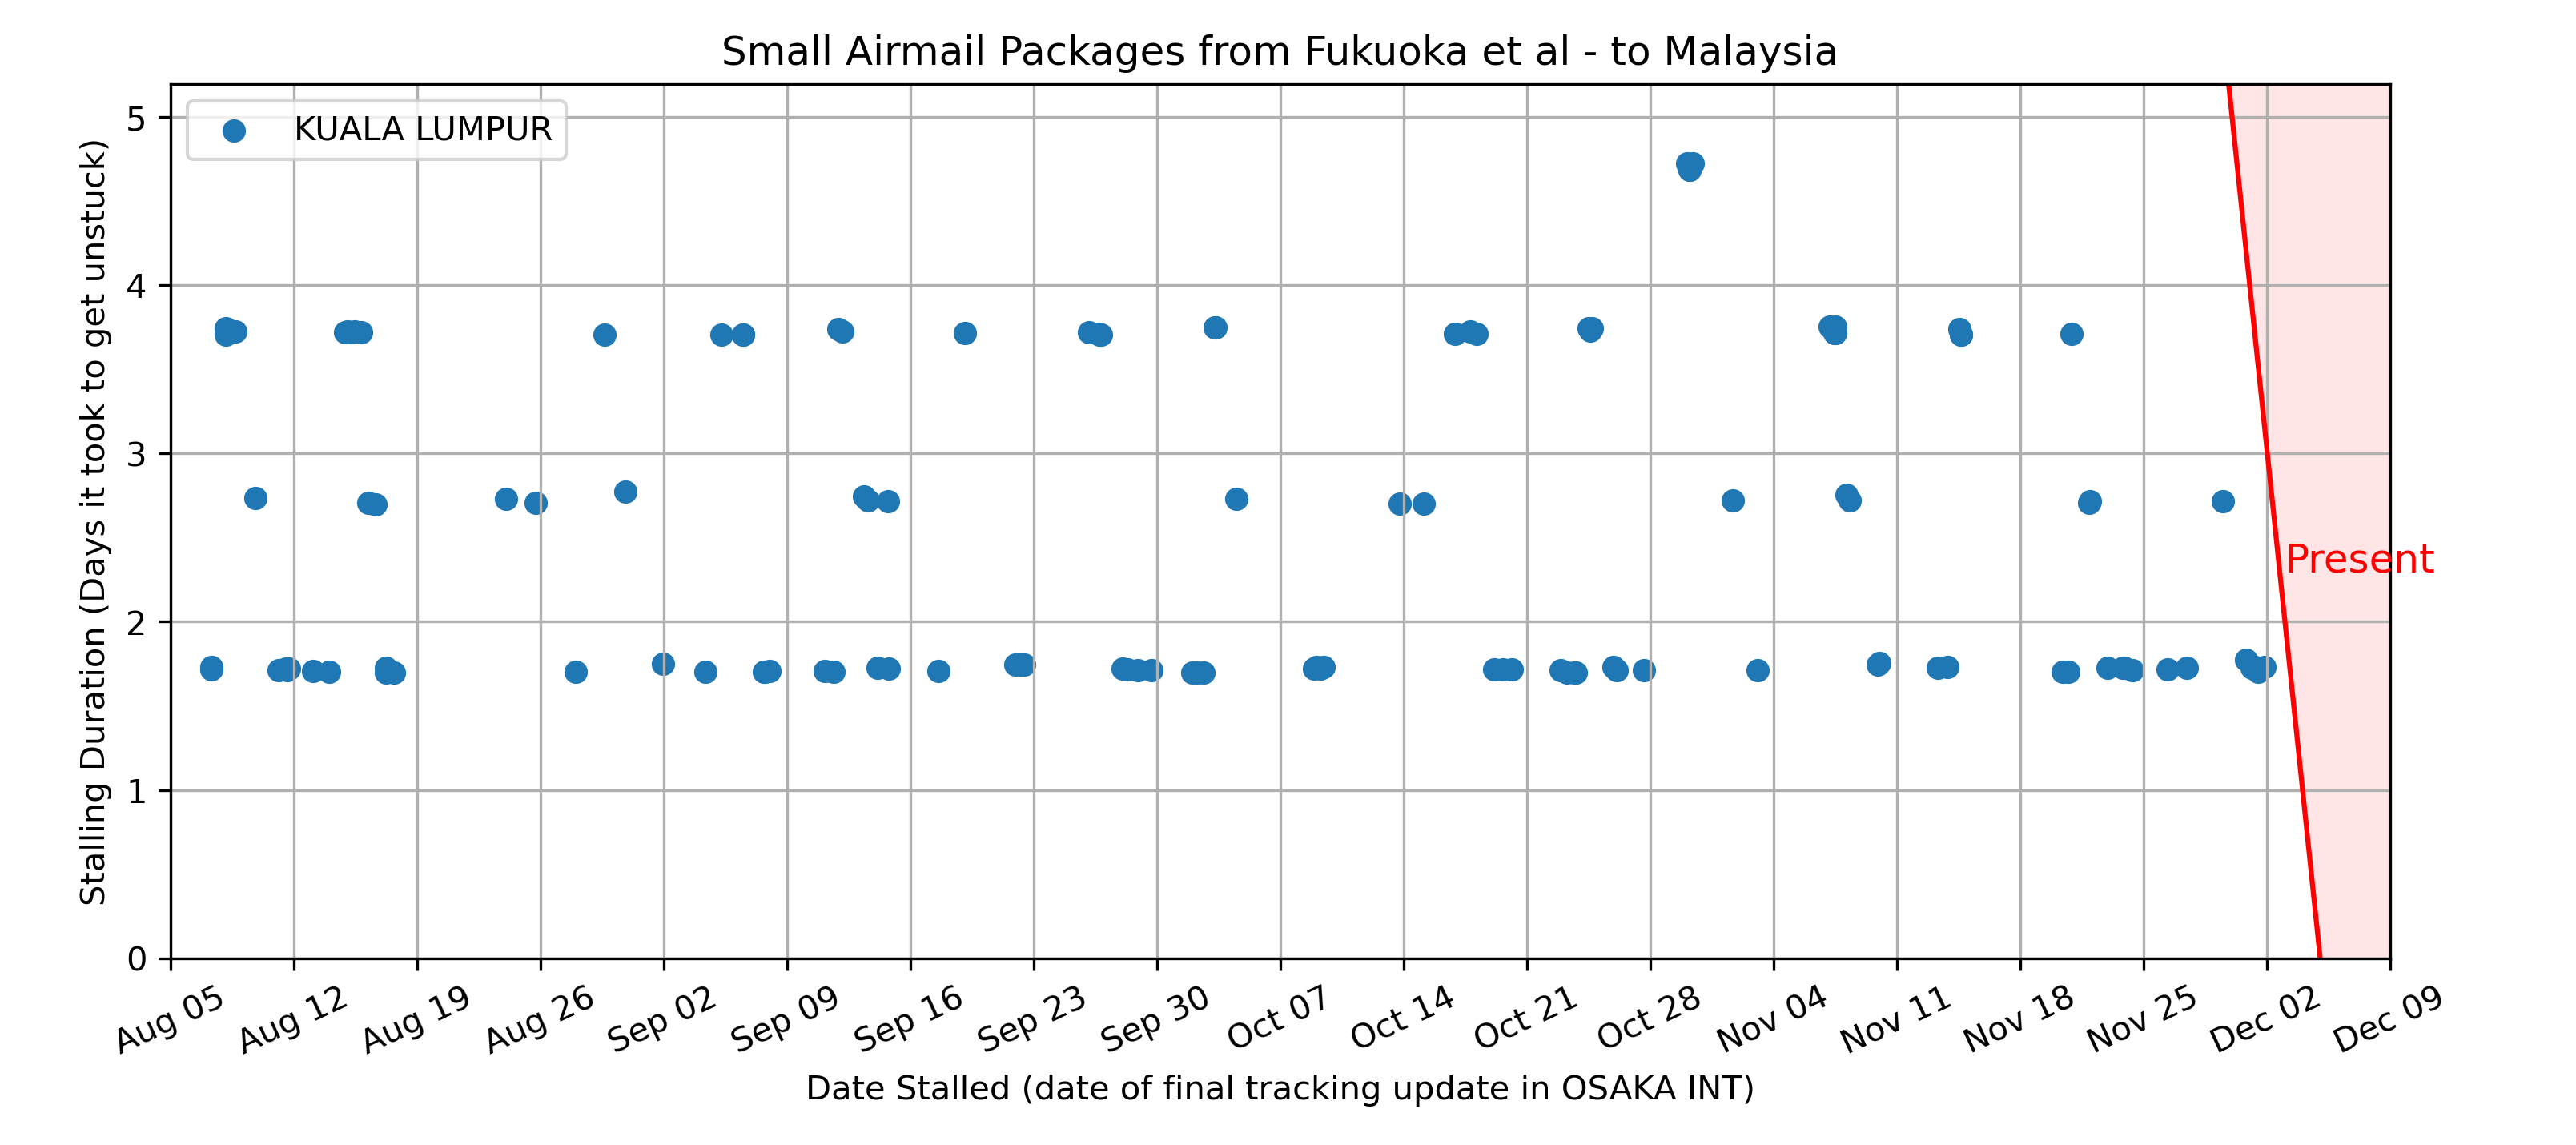 Small Airmail Packages from Fukuoka et al - to Malaysia
KUALA LUMPUR
Stalling Duration (Days it took to get unstuck)
5
4
3
2
1
0
Present
Aug 05
Aug 12
Aug 19
Aug 26
Sep 02
Sep 09
Sep 16
Sep 23
Sep 30
Oct 07
Oct 14
Oct 21
Oct 28
Nov 04
Nov 11
Nov 18
Nov 25
Dec 02
Dec 09
Date Stalled (date of final tracking update in OSAKA INT)